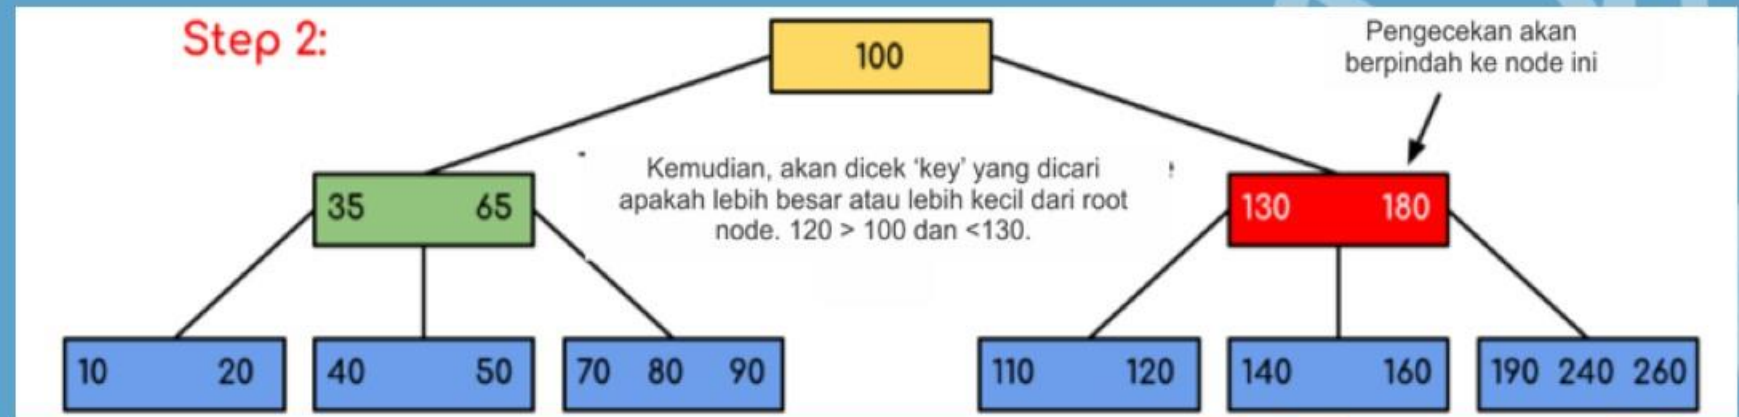 Step 2:
100
Pengecekan akan
berpindah ke node ini
Kemudian, akan dicek 'key' yang dicari
apakah lebih besar atau lebih kecil dari root
node. 120 > 100 dan <130.
35 65
130 180
10 20
40 50
70 80 90
110 120
140 160
190 240 260